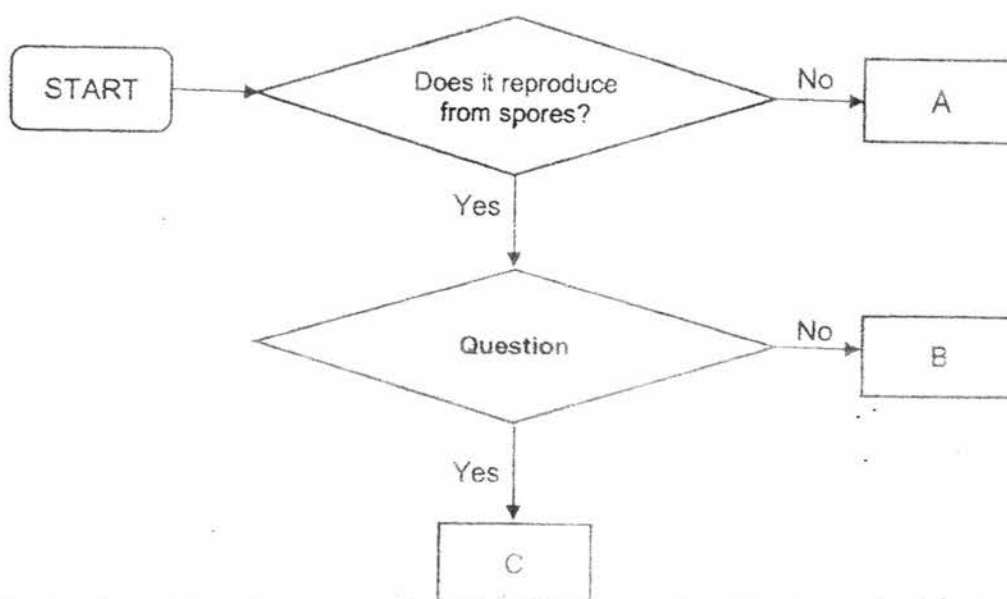 START
Does it reproduce
from spores?
No
A
Yes
Question
No
B
Yes
C